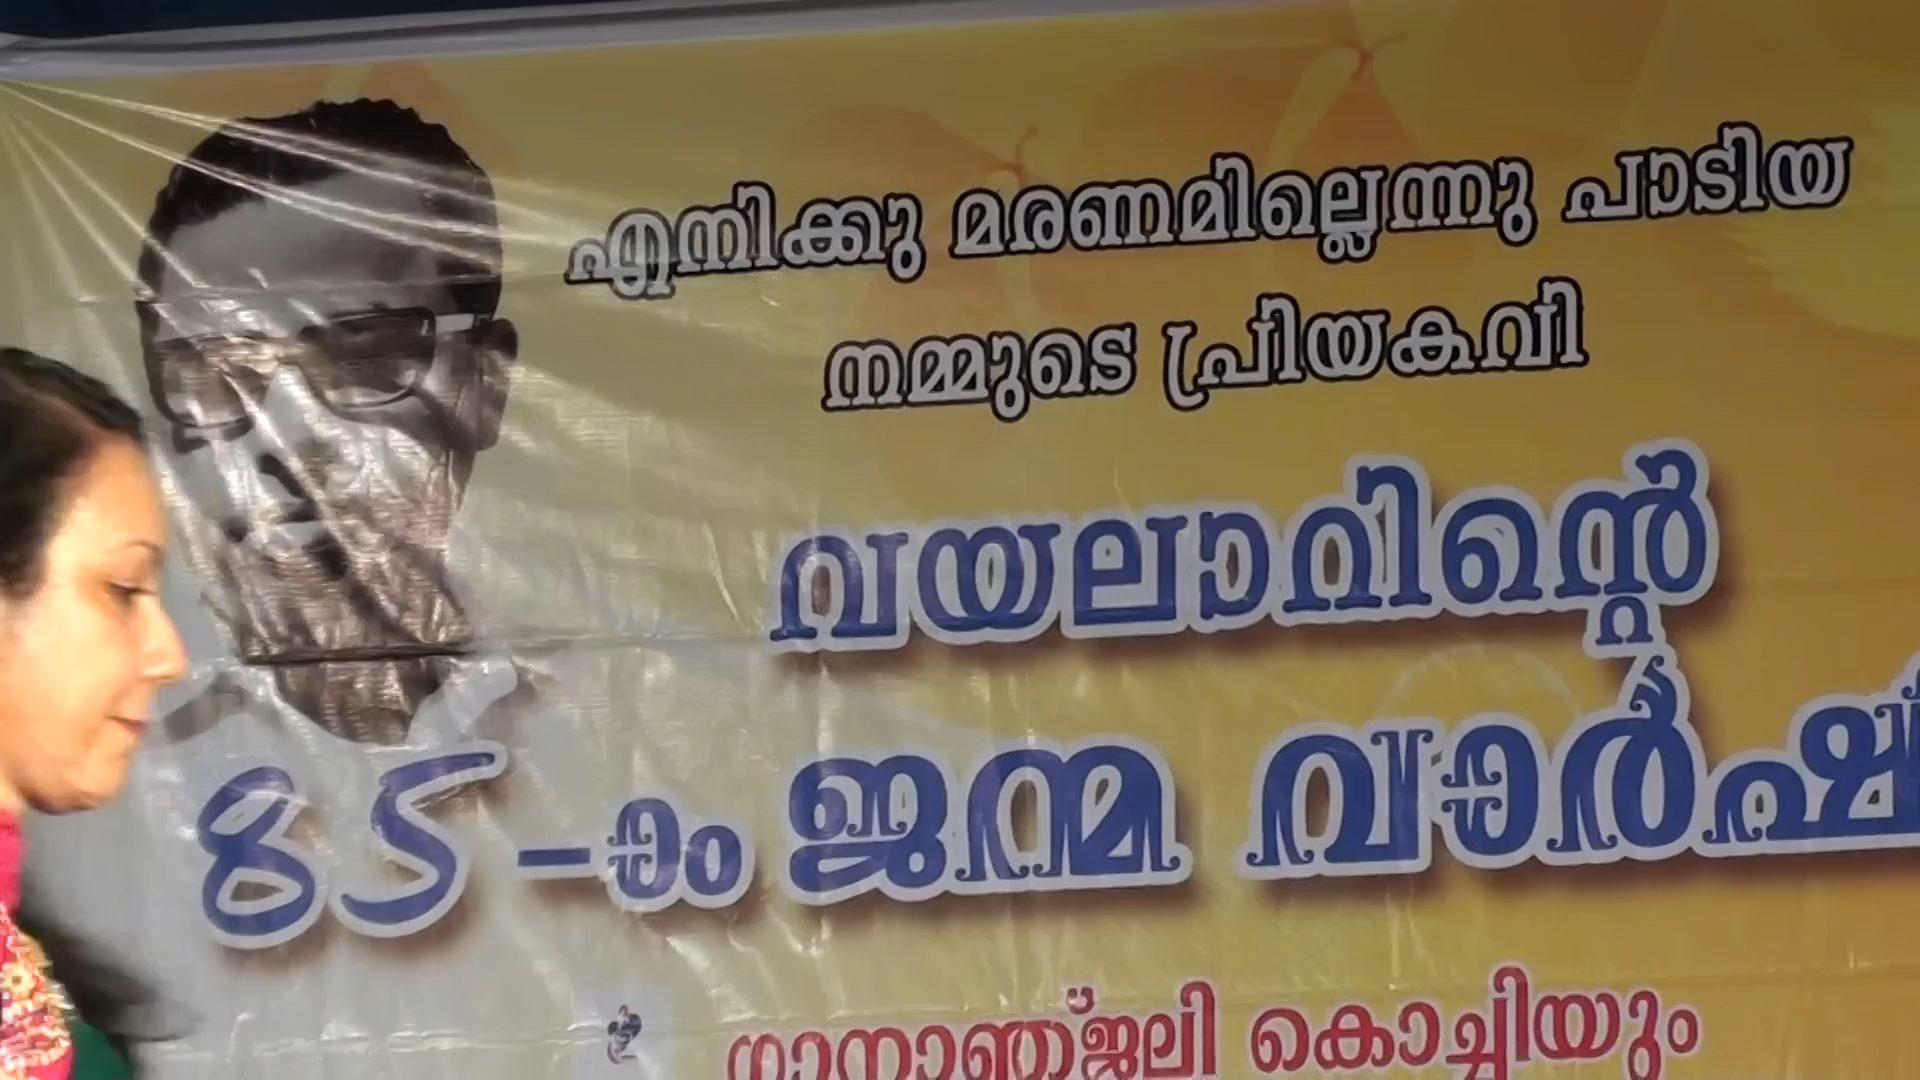 എനിക്കു മരണമില്ലെന്നു പാടിയ
നമ്മുടെ പ്രിയകവി
വയലാറിന്റെ
85-ാം ജന്മ വാർഷി
ഗാനാഞ്ജലി കൊച്ചിയും